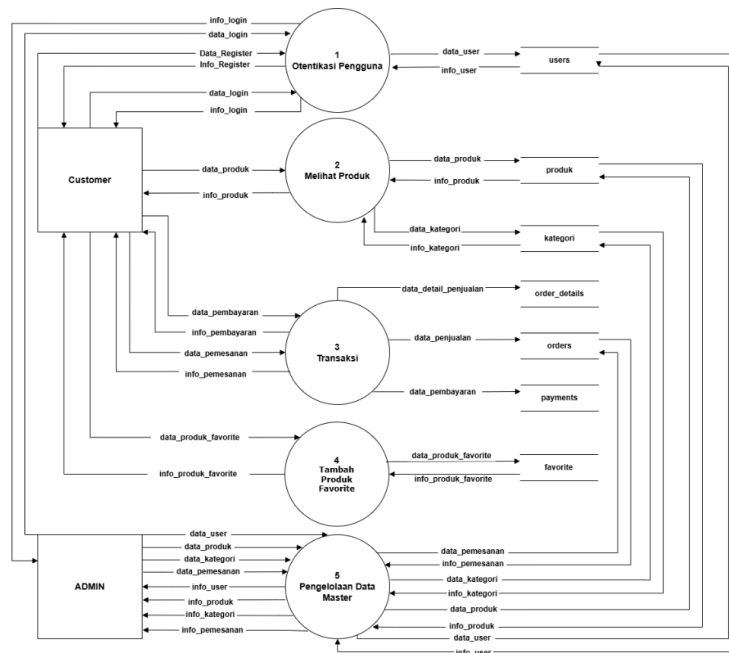 info_login
data_login
Data_Register
Info_Register
data_login
info_login
1
Otentikasi Pengguna
data_user
info_user
users
Customer
data_produk
info_produk
2
Melihat Produk
data_produk
info_produk
produk
data_kategori
info_kategori
kategori
data_pembayaran
info_pembayaran
data_pemesanan
info_pemesanan
3
Transaksi
data_detail_penjualan
order_details
data_penjualan
orders
data_pembayaran
payments
data_produk_favorite
info_produk_favorite
4
Tambah
Produk
Favorite
data_produk_favorite
info_produk_favorite
favorite
ADMIN
data_user
data_produk
data_kategori
data_pemesanan
info_user
info_produk
info_kategori
info_pemesanan
5
Pengelolaan Data
Master
data_pemesanan
info_pemesanan
data_kategori
info_kategori
data_produk
info_produk
data_user
info_user